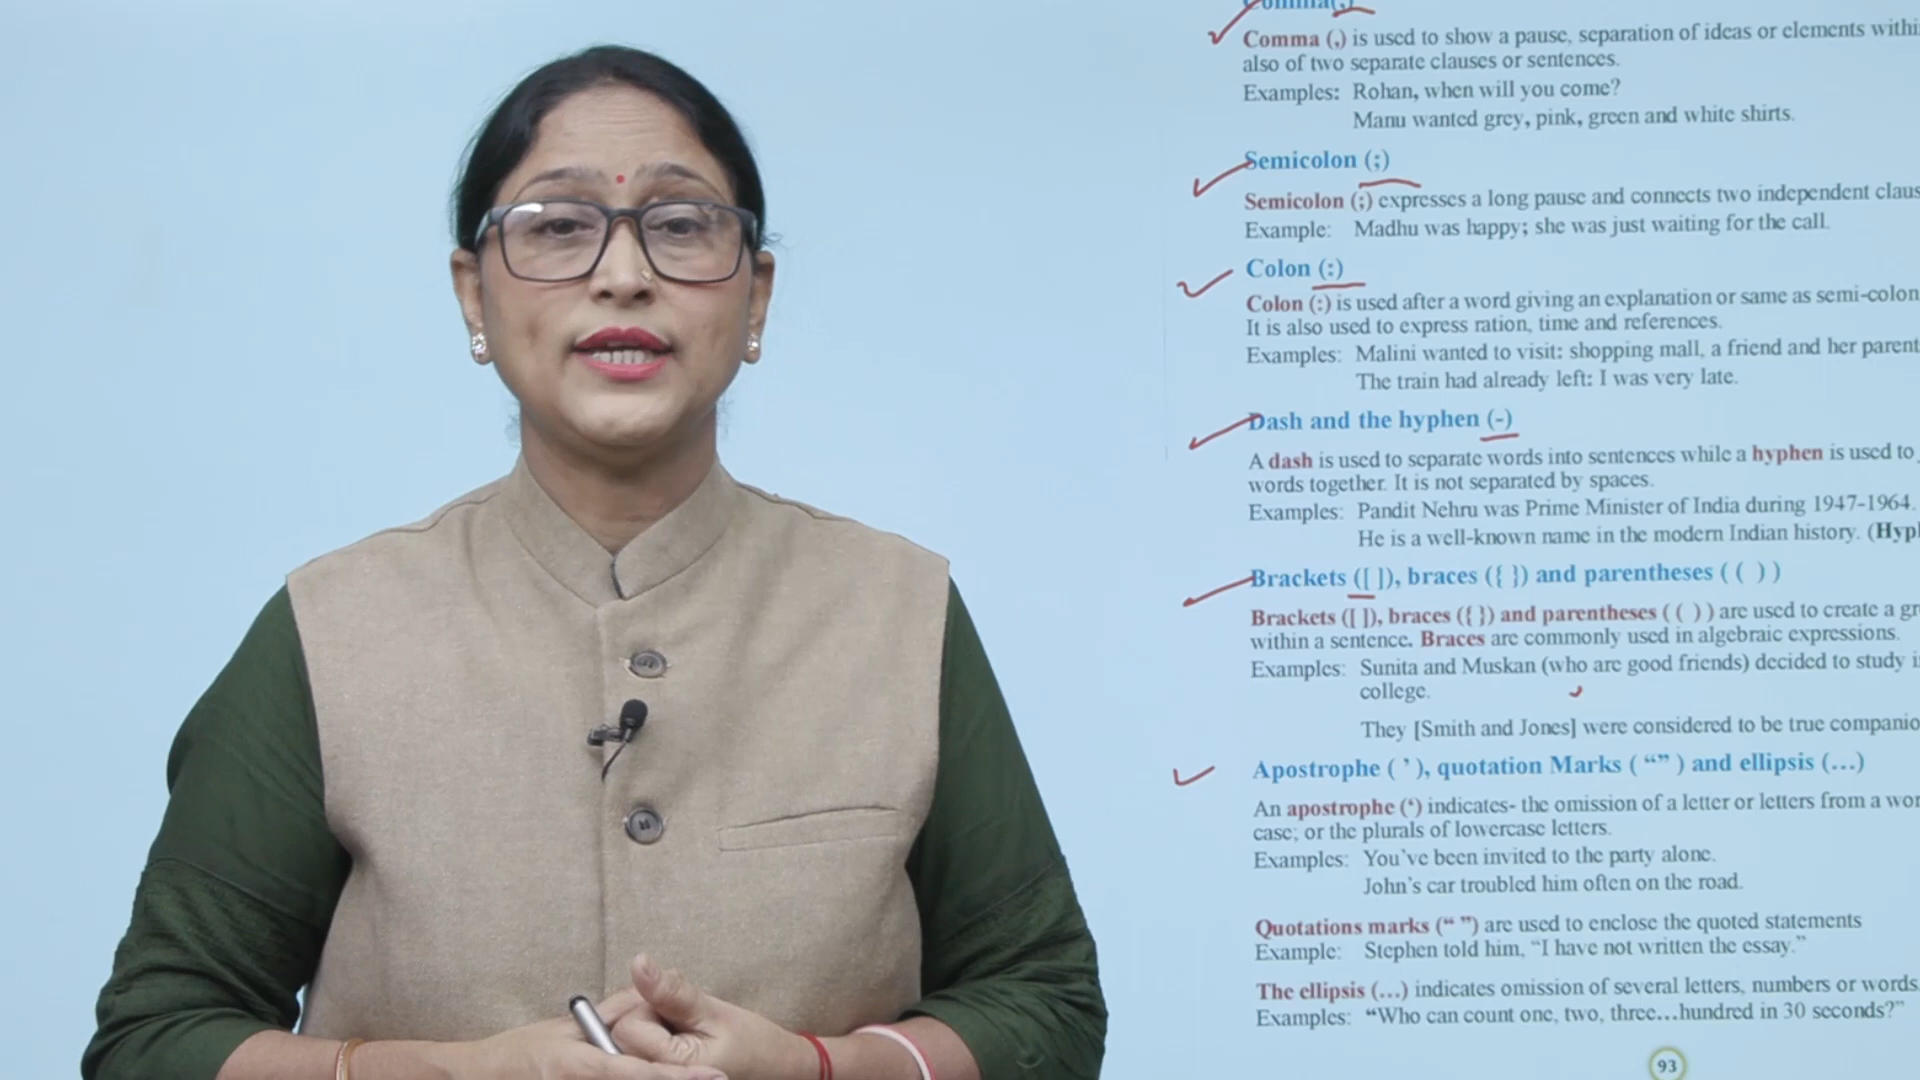 Comma(,)
Comma (,) is used to show a pause, separation of ideas or elements
also of two separate clauses or sentences.
Examples: Rohan, when will you come?
Manu wanted grey, pink, green and white shirts.
Semicolon (;)
Semicolon (;) expresses a long pause and connects two independent
Example: Madhu was happy; she was just waiting for the call.
Colon (:)
Colon (:) is used after a word giving an explanation or same as semi-colon
It is also used to express ration, time and references.
Examples: Malini wanted to visit: shopping mall, a friend and her
The train had already left: I was very late.
Dash and the hyphen (-)
A dash is used to separate words into sentences while a hyphen is used to
words together. It is not separated by spaces.
Examples: Pandit Nehru was Prime Minister of India during 1947-1964.
He is a well-known name in the modern Indian history.
Brackets ([ ]), braces ({ }) and parentheses ( ( ) )
Brackets ([ ]), braces ({ }) and parentheses ( ( ) ) are used to create a
within a sentence. Braces are commonly used in algebraic expressions.
Examples: Sunita and Muskan (who are good friends) decided to study
college.
They [Smith and Jones] were considered to be true
Apostrophe ( ’ ), quotation Marks ( “” ) and ellipsis (...)
An apostrophe (‘) indicates- the omission of a letter or letters from a
case; or the plurals of lowercase letters.
Examples: You’ve been invited to the party alone.
John’s car troubled him often on the road.
Quotations marks (“ ”) are used to enclose the quoted statements
Example: Stephen told him, “I have not written the essay.”
The ellipsis (...) indicates omission of several letters, numbers or words.
Examples: “Who can count one, two, three...hundred in 30 seconds?”
93